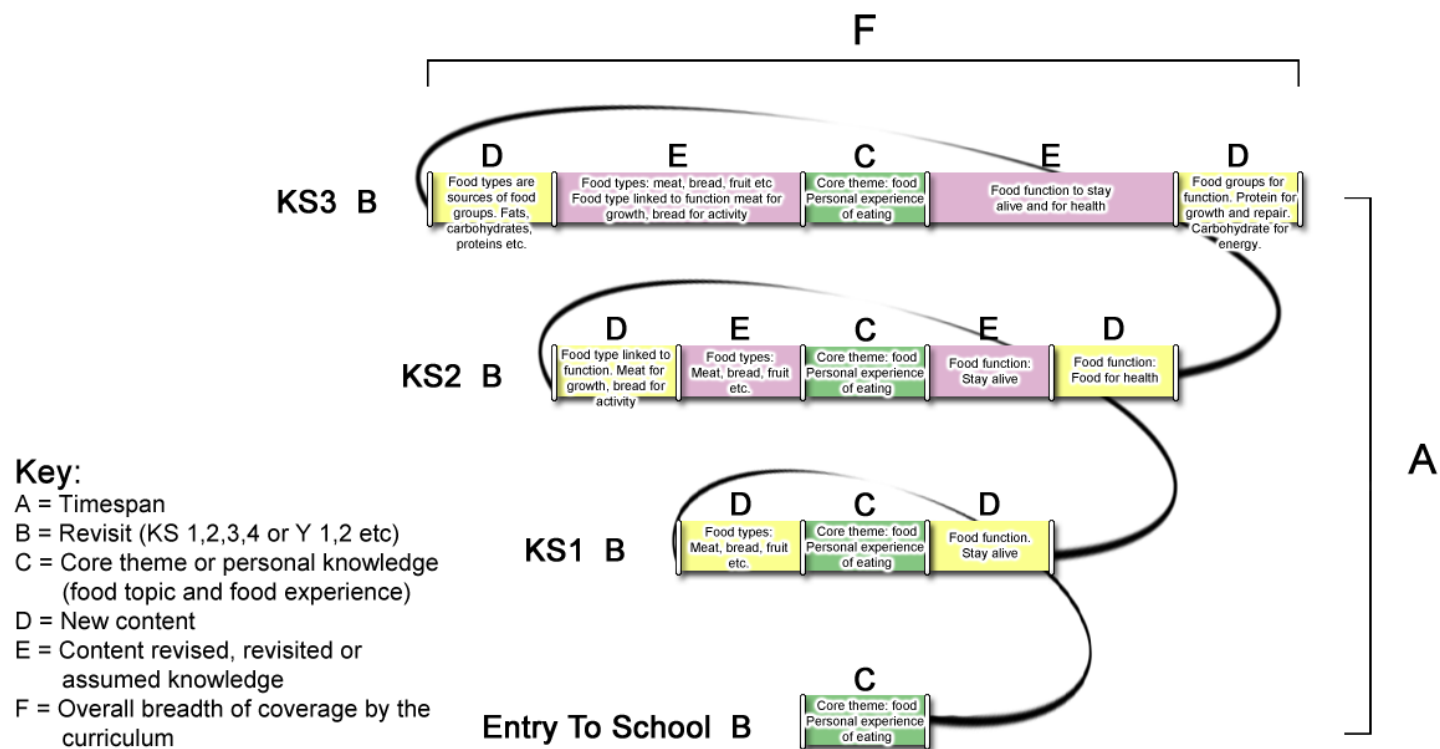 F
D E C E D
KS3 B
Food types are
sources of food
groups. Fats,
carbohydrates,
proteins etc.
Food types: meat, bread, fruit etc
Food type linked to function meat for
growth, bread for activity
Core theme: food
Personal experience
of eating
Food function to stay
alive and for health
Food groups for
function. Protein for
growth and repair.
Carbohydrate for
energy.
D E C E D
KS2 B
Food type linked to
function. Meat for
growth, bread for
activity
Food types:
Meat, bread, fruit
etc.
Core theme: food
Personal experience
of eating
Food function:
Stay alive
Food function:
Food for health
A
D C D
KS1 B
Food types:
Meat, bread, fruit
etc.
Core theme: food
Personal experience
of eating
Food function.
Stay alive
C
Entry To School B
Core theme: food
Personal experience
of eating
Key:
A = Timespan
B = Revisit (KS 1,2,3,4 or Y 1,2 etc)
C = Core theme or personal knowledge
(food topic and food experience)
D = New content
E = Content revised, revisited or
assumed knowledge
F = Overall breadth of coverage by the
curriculum